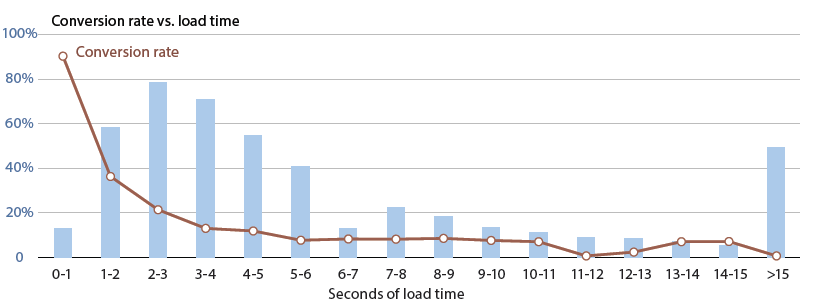 Conversion rate vs. load time
100%
Conversion rate
80%
60%
40%
20%
0
0-1 1-2 2-3 3-4 4-5 5-6 6-7 7-8 8-9 9-10 10-11 11-12 12-13 13-14 14-15 >15
Seconds of load time